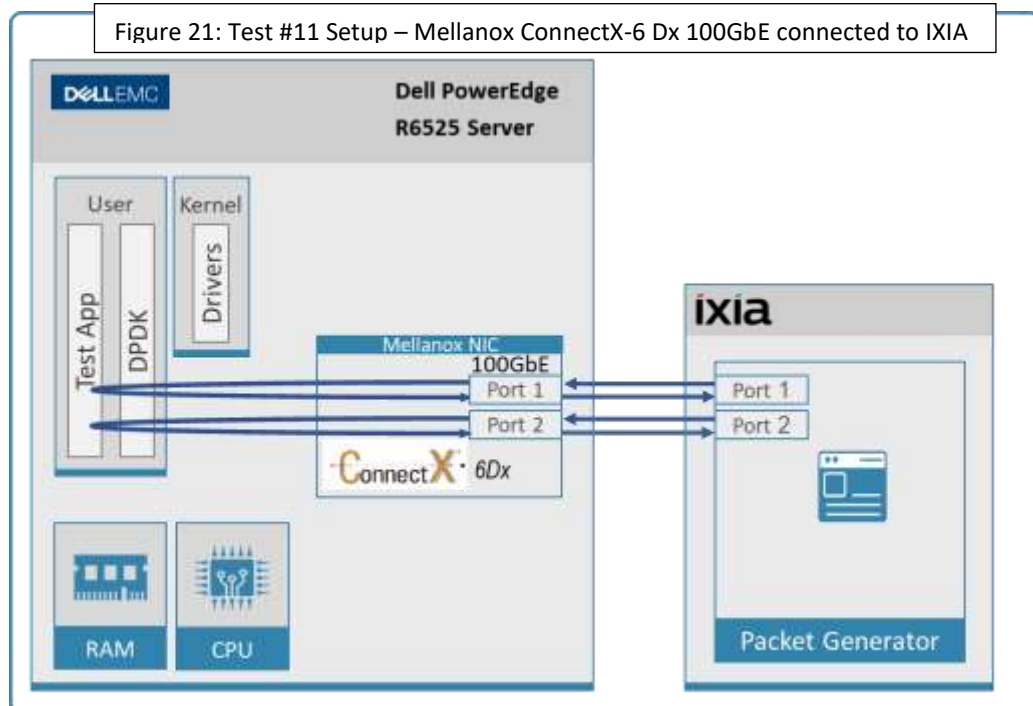 Figure 21: Test #11 Setup – Mellanox ConnectX-6 Dx 100GbE connected to IXIA
DELLEMC
Dell PowerEdge
R6525 Server
User
Kernel
Test App
DPDK
Drivers
Mellanox NIC
100GbE
Port 1
Port 2
ConnectX· 6Dx
RAM
CPU
ixia
Port 1
Port 2
Packet Generator